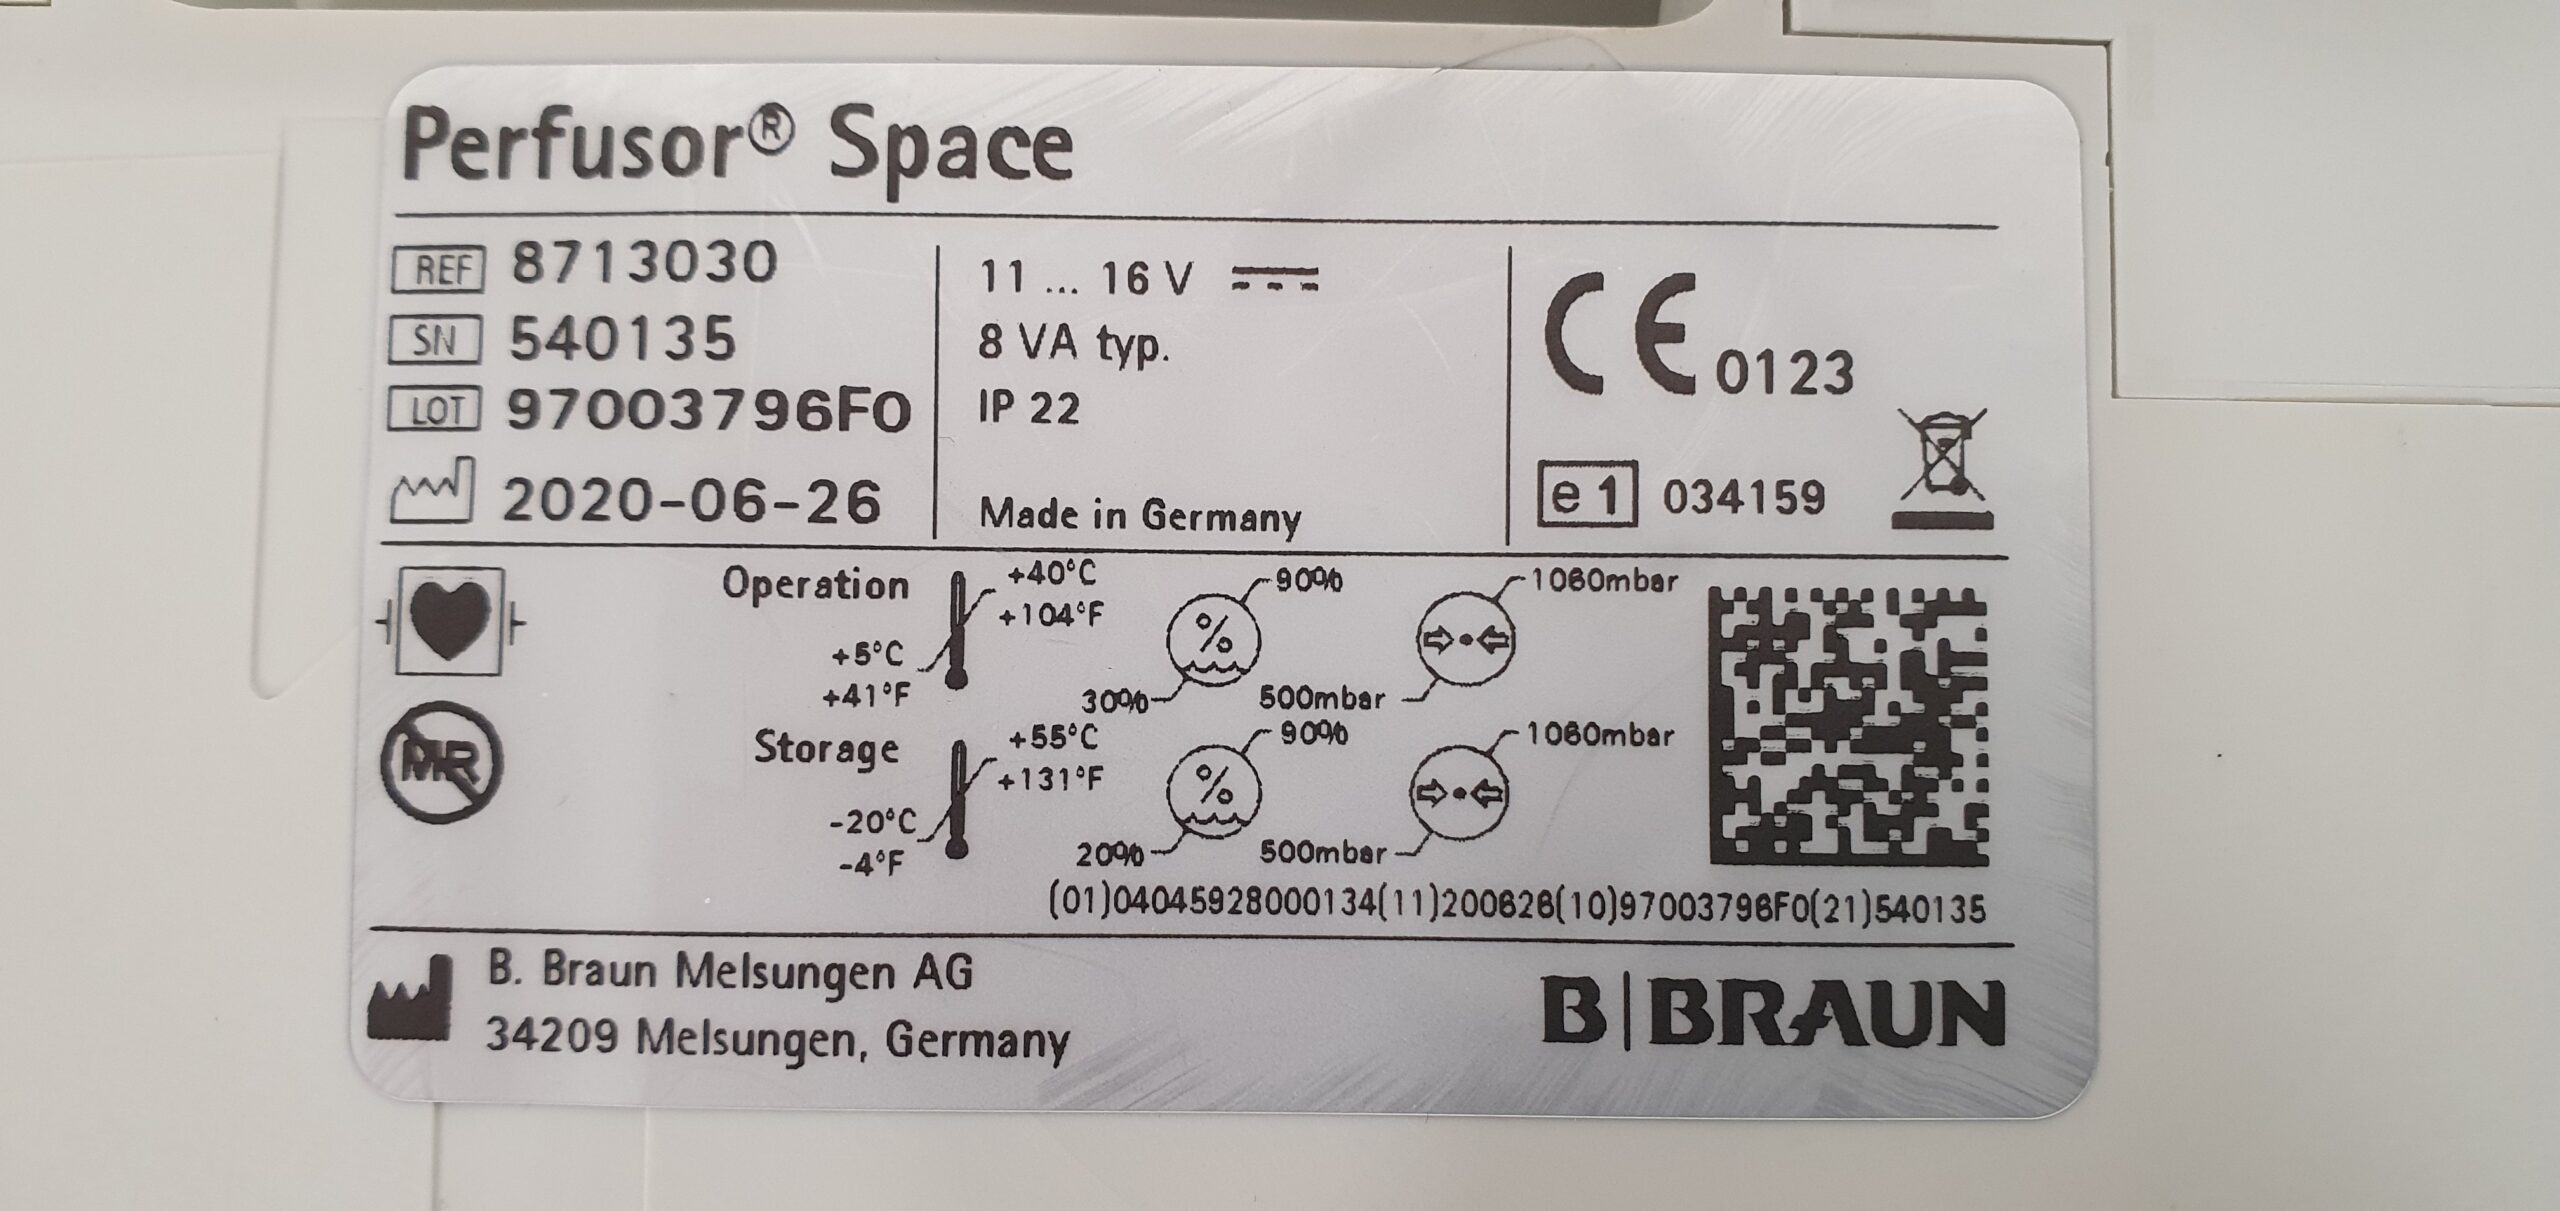 Perfusor® Space
REF 8713030
SN 540135
LOT 97003796F0
2020-06-26
11 ... 16 V
8 VA typ.
IP 22
Made in Germany
CE 0123
e1 034159
Operation
+40°C
+104°F
+5°C
+41°F
%
90%
30%
1060mbar
500mbar
MR
Storage
+55°C
+131°F
-20°C
-4°F
%
90%
20%
1060mbar
500mbar
(01)04045928000134(11)200626(10)97003796F0(21)540135
B. Braun Melsungen AG
34209 Melsungen, Germany
B|BRAUN